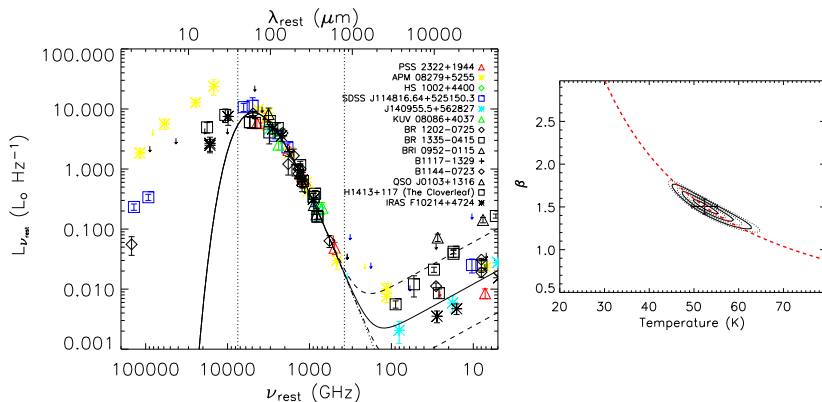 λrest (μm)
10 100 1000 10⁴
10.000
1.000
0.100
0.010
0.001
Lνrest (L⊙ Hz⁻¹)
PSS 2322+1944
APM 08279+5255
HS 1002+4400
SDSS J114816.64+525150.3
J140955.5+562827
KUV 08086+4037
BR 1202-0725
BR 1335-0415
BRI 0952-0115
B1117-1329
B1144-0723
QSO J0103+1316
H1413+117 (The Cloverleaf)
IRAS F10214+4724
100000 10000 1000 100 10
νrest (GHz)
2.5
2.0
1.5
1.0
0.5
β
20 30 40 50 60 70
Temperature (K)